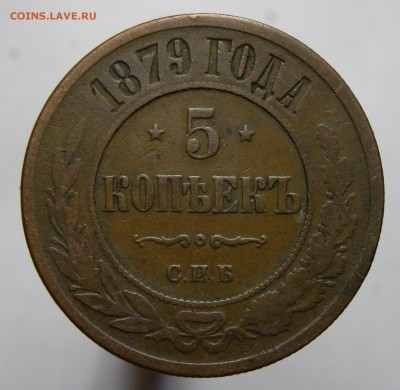 COINS.LAVE.RU
1879 ГОДА.
5
КОПѢЕКЪ
С.П.Б.